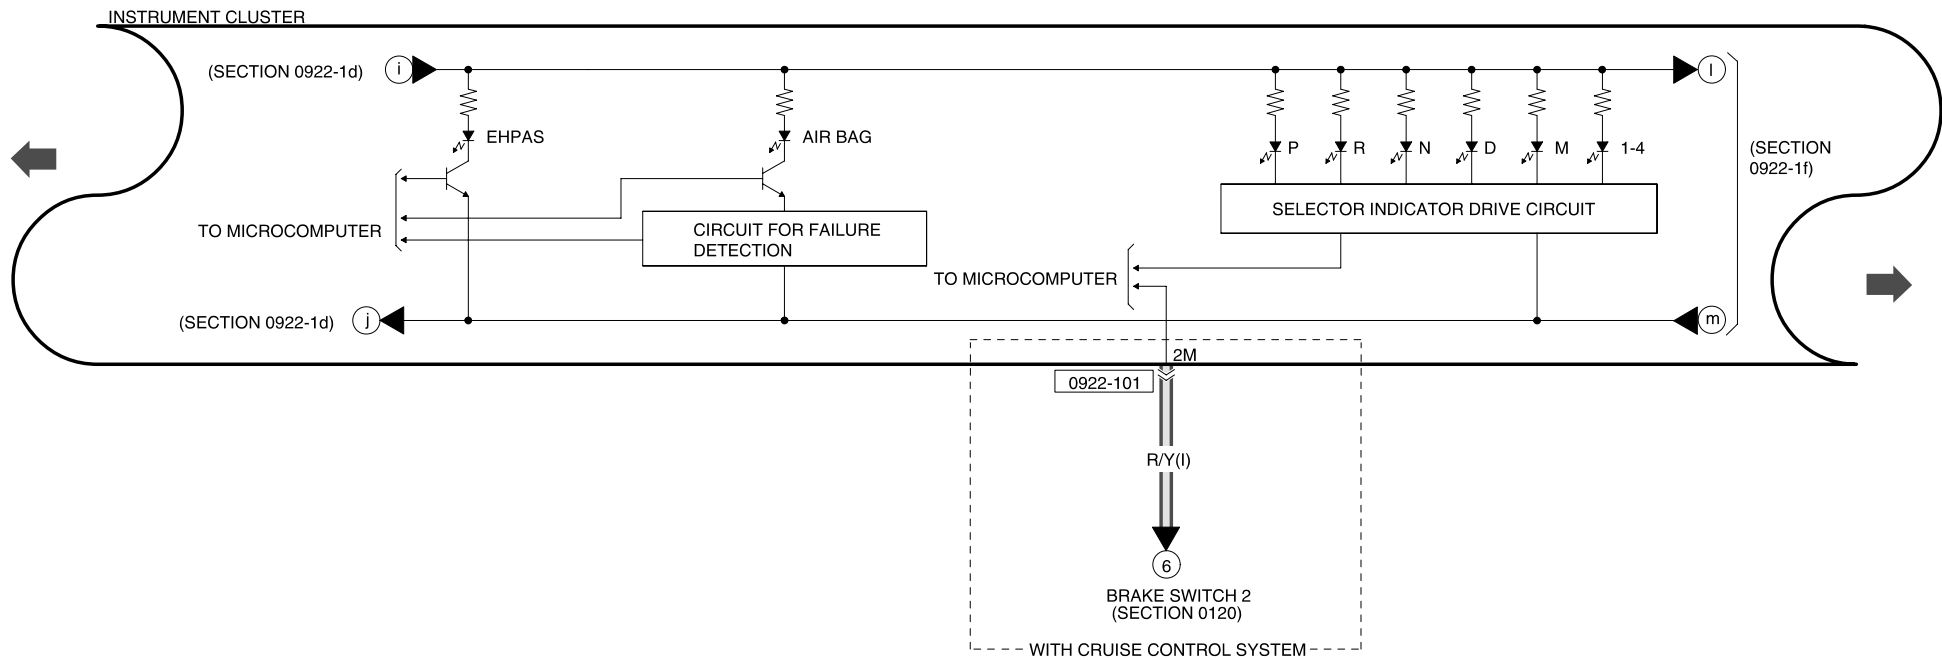 INSTRUMENT CLUSTER
(SECTION 0922-1d)
i
l
EHPAS
AIR BAG
P
R
N
D
M
1-4
(SECTION
0922-1f)
TO MICROCOMPUTER
CIRCUIT FOR FAILURE
DETECTION
SELECTOR INDICATOR DRIVE CIRCUIT
TO MICROCOMPUTER
(SECTION 0922-1d)
j
m
2M
0922-101
R/Y(I)
6
BRAKE SWITCH 2
(SECTION 0120)
WITH CRUISE CONTROL SYSTEM